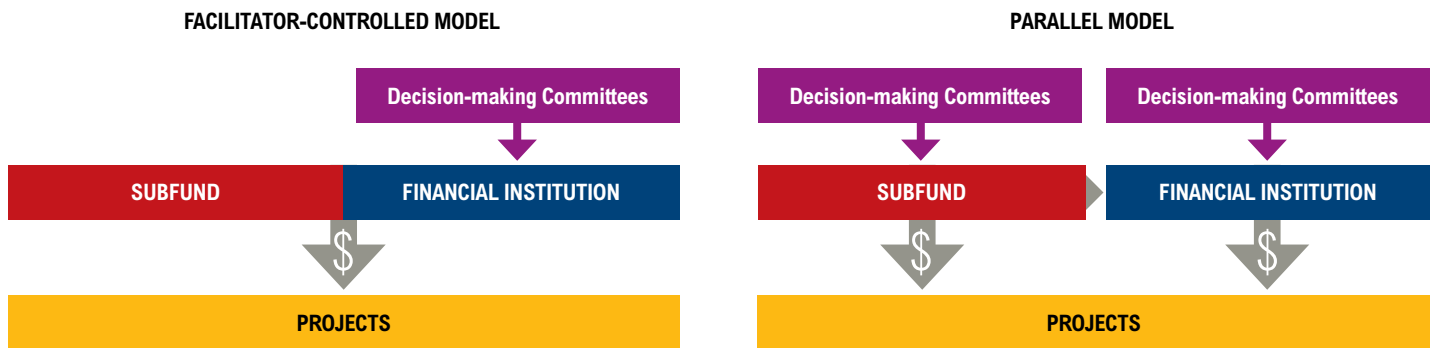 FACILITATOR-CONTROLLED MODEL
Decision-making Committees
SUBFUND
FINANCIAL INSTITUTION
$
PROJECTS
PARALLEL MODEL
Decision-making Committees
Decision-making Committees
SUBFUND
FINANCIAL INSTITUTION
$
$
PROJECTS